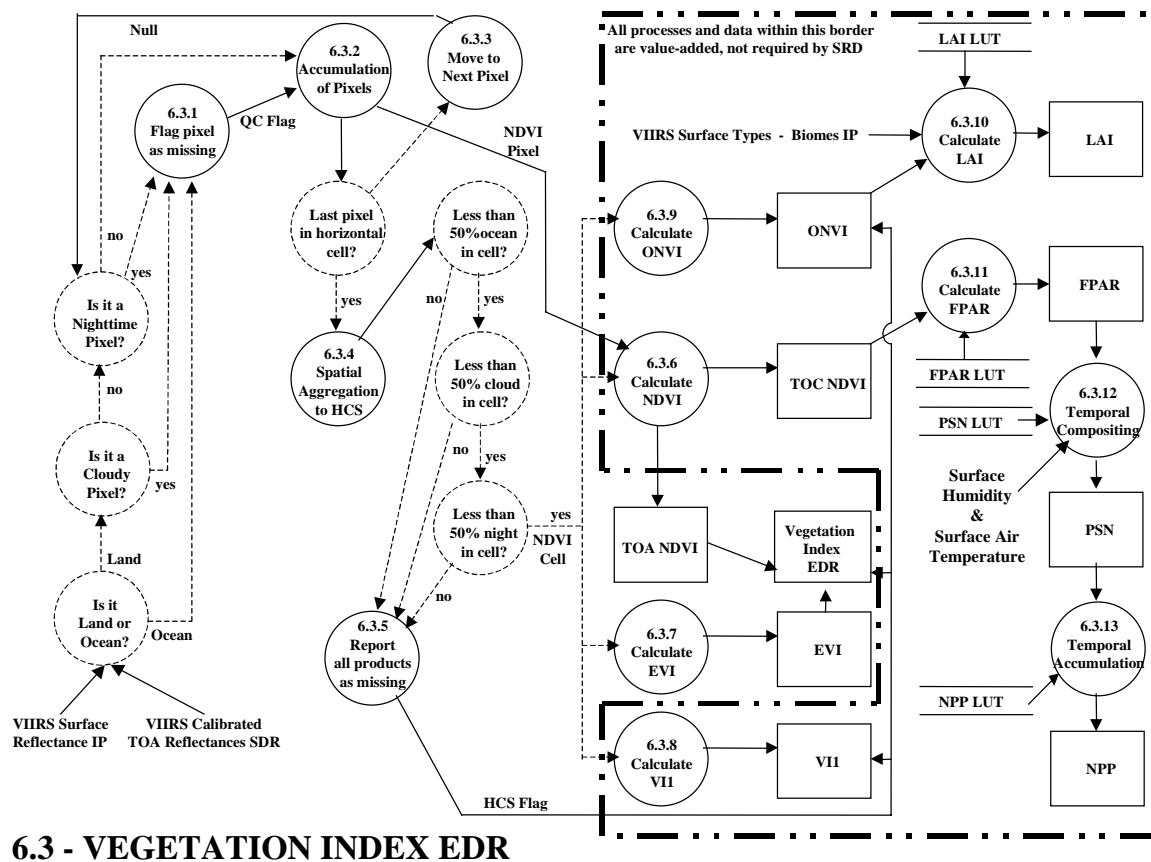 Null
6.3.3
Move to
Next Pixel
All processes and data within this border
are value-added, not required by SRD
LAI LUT
6.3.2
Accumulation
of Pixels
6.3.1
Flag pixel
as missing
QC Flag
NDVI
Pixel
VIIRS Surface Types - Biomes IP
6.3.10
Calculate
LAI
LAI
Last pixel
in horizontal
cell?
Less than
50%ocean
in cell?
6.3.9
Calculate
ONVI
ONVI
no
yes
Is it a
Nighttime
Pixel?
yes
no
yes
6.3.11
Calculate
FPAR
FPAR
6.3.4
Spatial
Aggregation
to HCS
Less than
50% cloud
in cell?
6.3.6
Calculate
NDVI
TOC NDVI
FPAR LUT
no
6.3.12
Temporal
Compositing
PSN LUT
Is it a
Cloudy
Pixel?
yes
no
yes
Less than
50% night
in cell?
yes
NDVI
Cell
TOA NDVI
Vegetation
Index
EDR
Surface
Humidity
&
Surface Air
Temperature
PSN
Land
Is it
Land or
Ocean?
Ocean
no
6.3.5
Report
all products
as missing
6.3.7
Calculate
EVI
EVI
6.3.13
Temporal
Accumulation
NPP LUT
VIIRS Surface
Reflectance IP
VIIRS Calibrated
TOA Reflectances SDR
6.3.8
Calculate
VI1
VI1
NPP
HCS Flag
6.3 - VEGETATION INDEX EDR